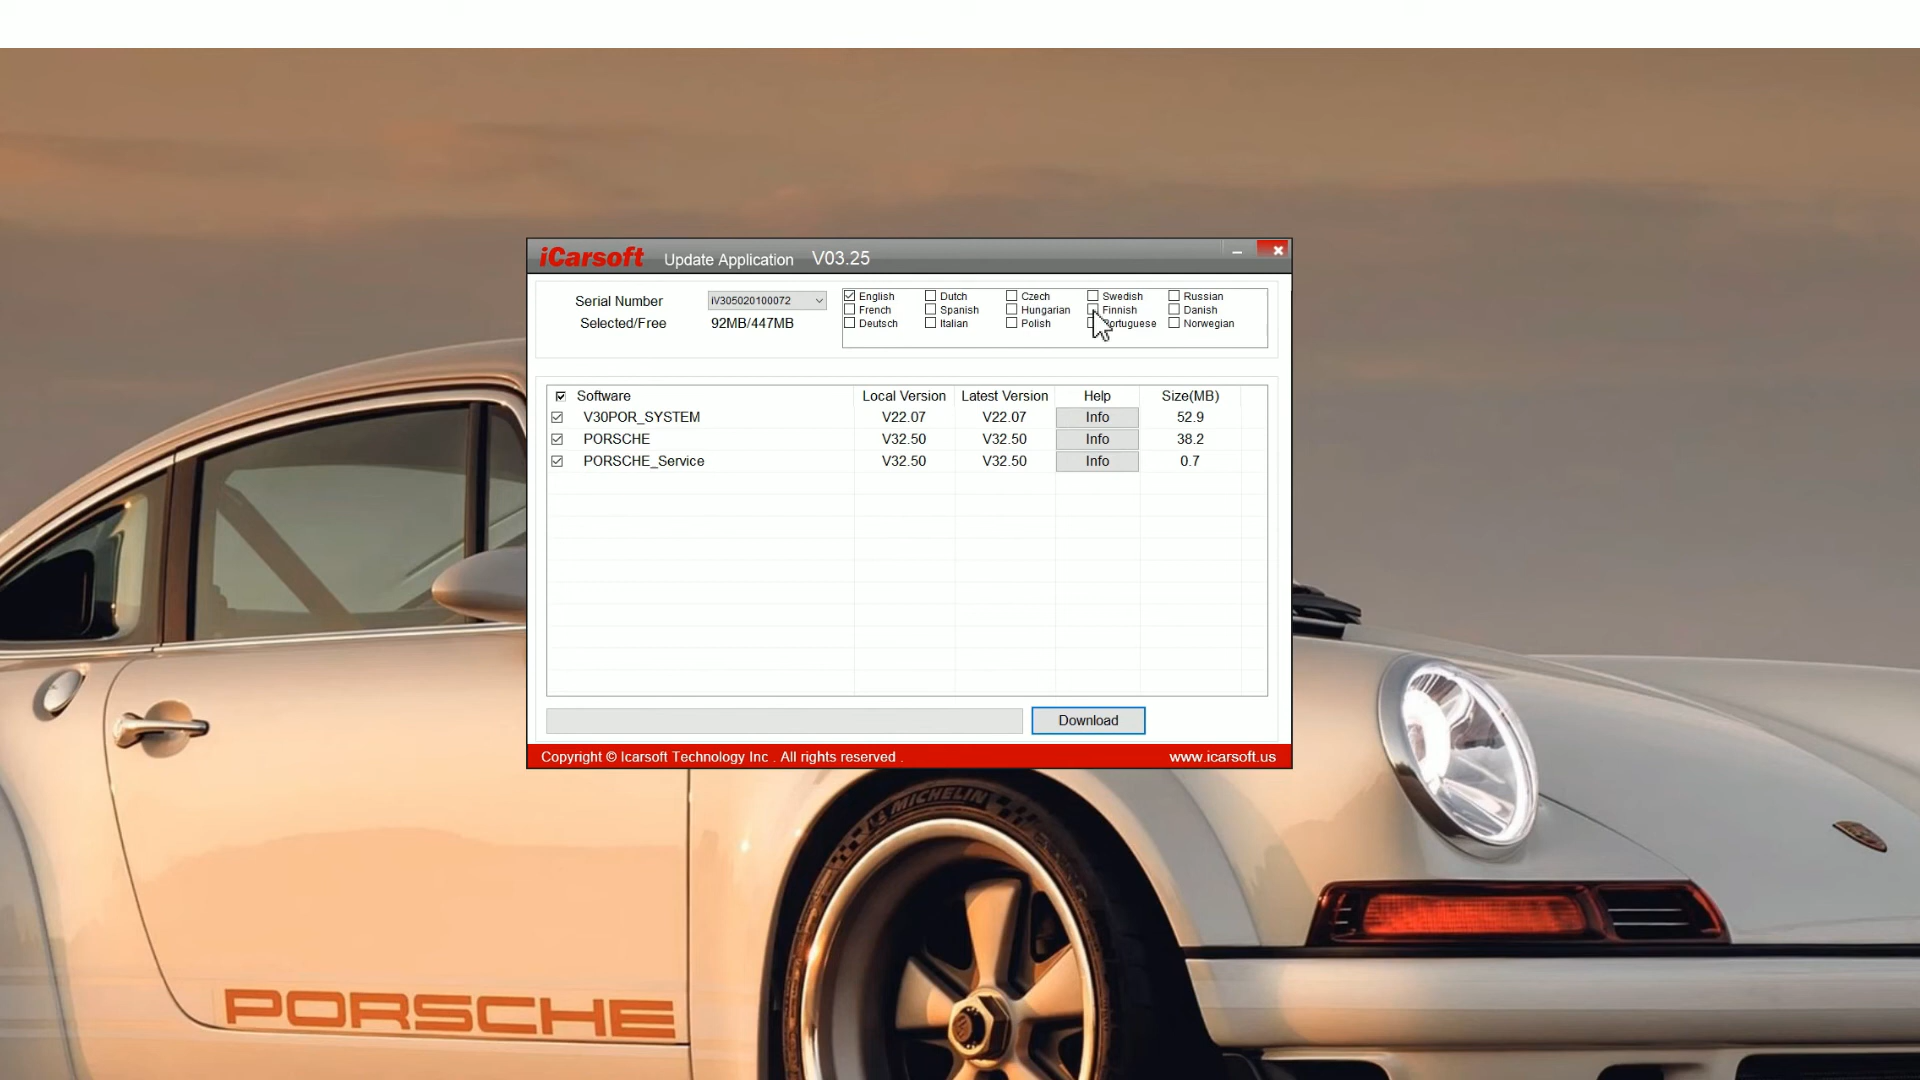 iCarsoft Update Application V03.25
Serial Number iV305020100072
Selected/Free 92MB/447MB
English Dutch Czech Swedish Russian
French Spanish Hungarian Finnish Danish
Deutsch Italian Polish Portuguese Norwegian
Software Local Version Latest Version Help Size(MB)
V30POR_SYSTEM V22.07 V22.07 Info 52.9
PORSCHE V32.50 V32.50 Info 38.2
PORSCHE_Service V32.50 V32.50 Info 0.7
Download
Copyright © Icarsoft Technology Inc . All rights reserved . www.icarsoft.us
MICHELIN
PORSCHE